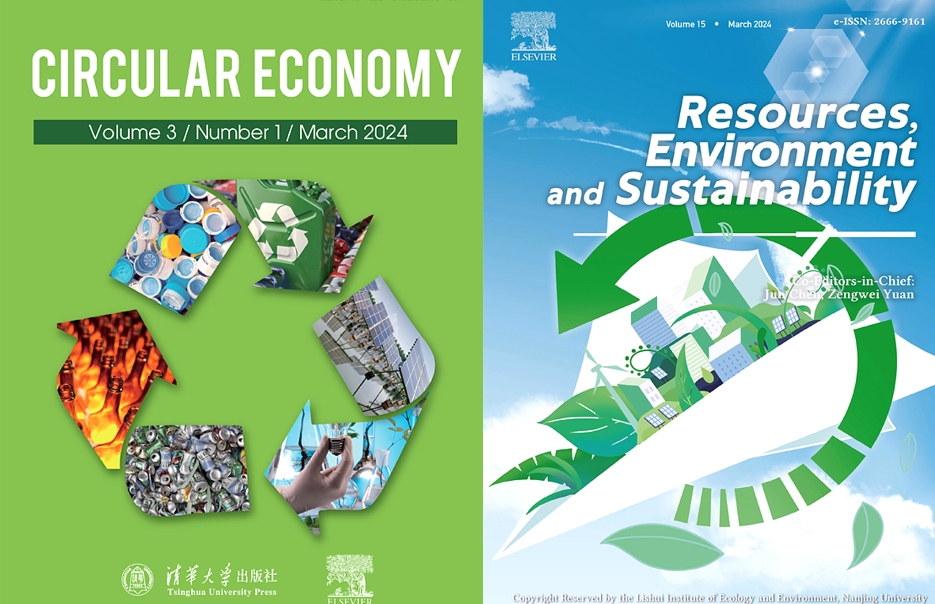 CIRCULAR ECONOMY
Volume 3 / Number 1 / March 2024
清华大学出版社
Tsinghua University Press
ELSEVIER
ELSEVIER
Volume 15 • March 2024
e-ISSN: 2666-9161
Resources,
Environment
and Sustainability
Co-Editors-in-Chief:
Jun Chen, Zengwei Yuan
Copyright Reserved by the Lishui Institute of Ecology and Environment, Nanjing University